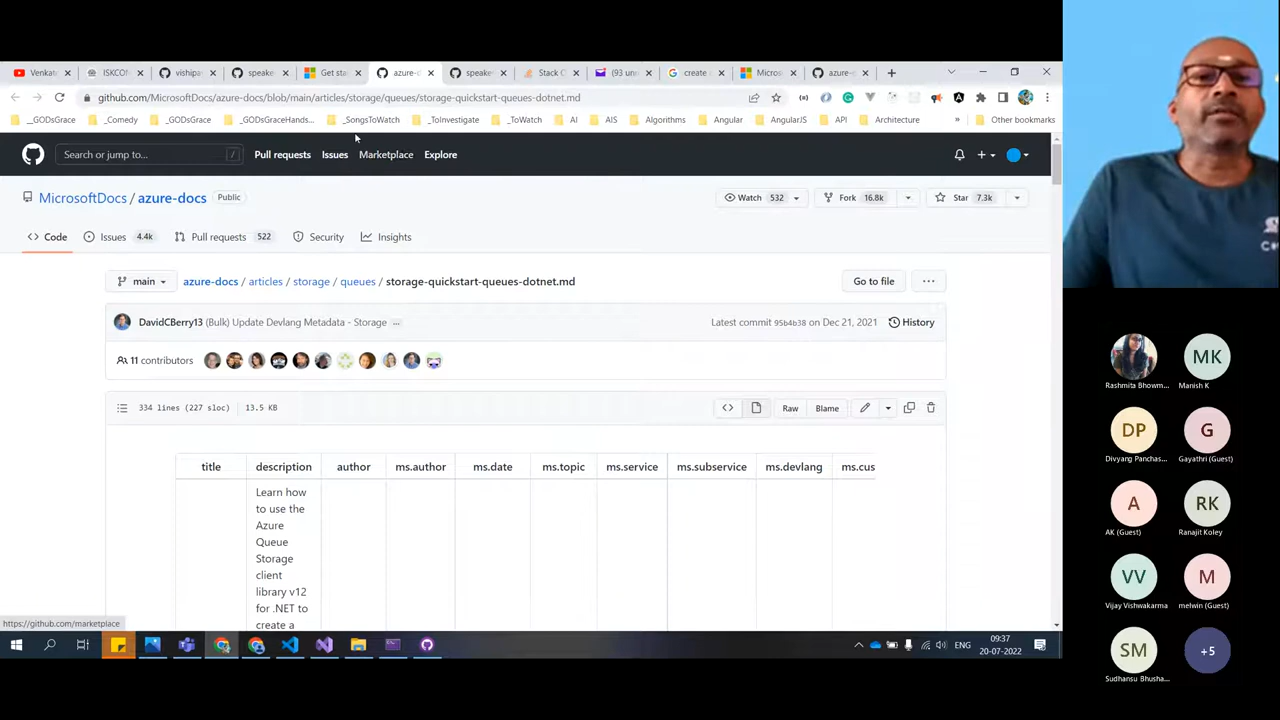 Venkat
ISKCON
vishipa
speake
Get sta
azure-d
speake
Stack O
(93 unr
create
Micros
azure-
github.com/MicrosoftDocs/azure-docs/blob/main/articles/storage/queues/storage-quickstart-queues-dotnet.md
__GODsGrace
_Comedy
_GODsGrace
_GODsGraceHands...
_SongsToWatch
_ToInvestigate
_ToWatch
AI
AIS
Algorithms
Angular
AngularJS
API
Architecture
»
Other bookmarks
Search or jump to...
/
Pull requests
Issues
Marketplace
Explore
MicrosoftDocs / azure-docs
Public
Watch 532
Fork 16.8k
Star 7.3k
Code
Issues 4.4k
Pull requests 522
Security
Insights
main
azure-docs / articles / storage / queues / storage-quickstart-queues-dotnet.md
Go to file
DavidCBerry13 (Bulk) Update Devlang Metadata - Storage ...
Latest commit 95b4b38 on Dec 21, 2021
History
11 contributors
334 lines (227 sloc) | 13.5 KB
Raw
Blame
title
description
author
ms.author
ms.date
ms.topic
ms.service
ms.subservice
ms.devlang
ms.cus
Learn how
to use the
Azure
Queue
Storage
client
library v12
for .NET to
create a
https://github.com/marketplace
ENG
09:37
20-07-2022
Rashmita Bhowm...
MK
Manish K
DP
Divyang Panchas...
G
Gayathri (Guest)
A
AK (Guest)
RK
Ranajit Koley
VV
Vijay Vishwakarma
M
melwin (Guest)
SM
Sudhansu Bhusha...
+5